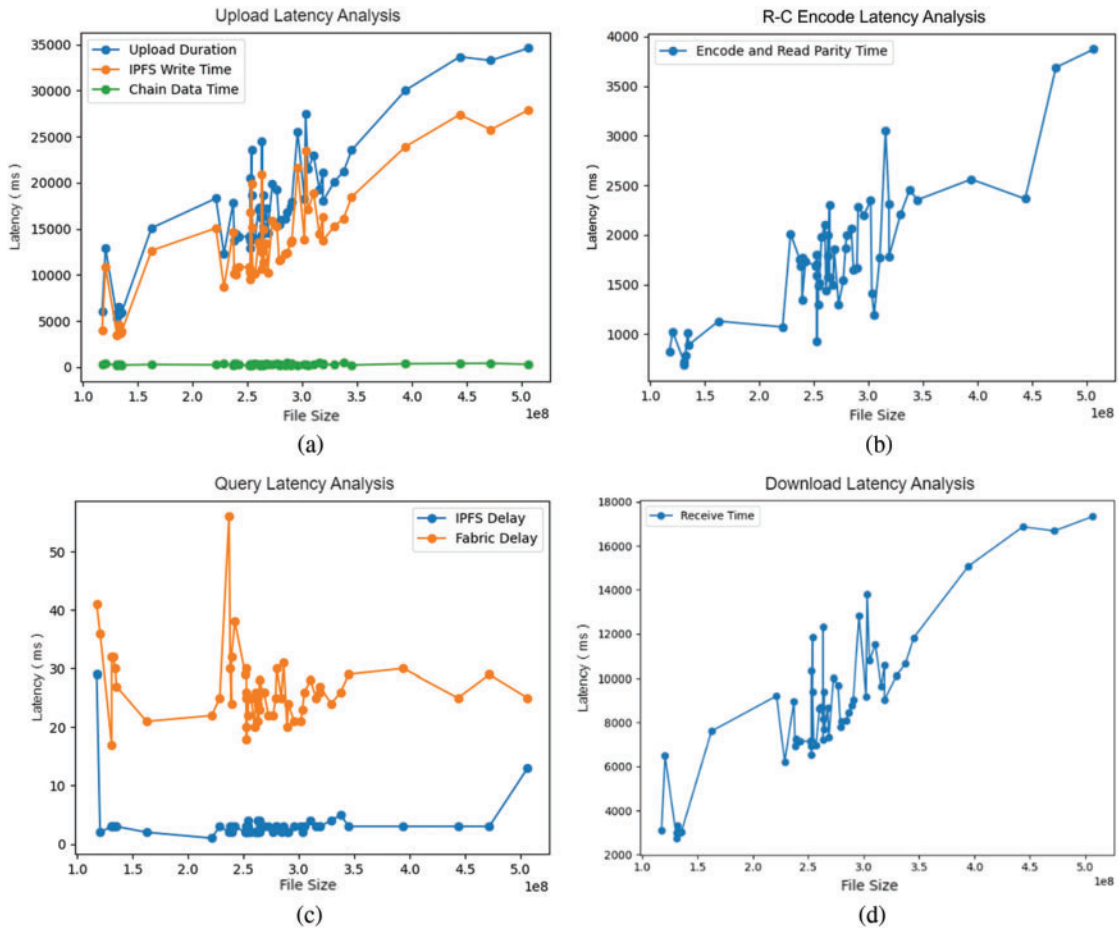 Upload Latency Analysis
35000
30000
25000
20000
15000
10000
5000
0
Latency ( ms )
Upload Duration
IPFS Write Time
Chain Data Time
1.0 1.5 2.0 2.5 3.0 3.5 4.0 4.5 5.0
1e8
File Size
(a)
R-C Encode Latency Analysis
4000
3500
3000
2500
2000
1500
1000
Latency ( ms )
Encode and Read Parity Time
1.0 1.5 2.0 2.5 3.0 3.5 4.0 4.5 5.0
1e8
File Size
(b)
Query Latency Analysis
50
40
30
20
10
0
Latency ( ms )
IPFS Delay
Fabric Delay
1.0 1.5 2.0 2.5 3.0 3.5 4.0 4.5 5.0
1e8
File Size
(c)
Download Latency Analysis
18000
16000
14000
12000
10000
8000
6000
4000
2000
Latency ( ms )
Receive Time
1.0 1.5 2.0 2.5 3.0 3.5 4.0 4.5 5.0
1e8
File Size
(d)